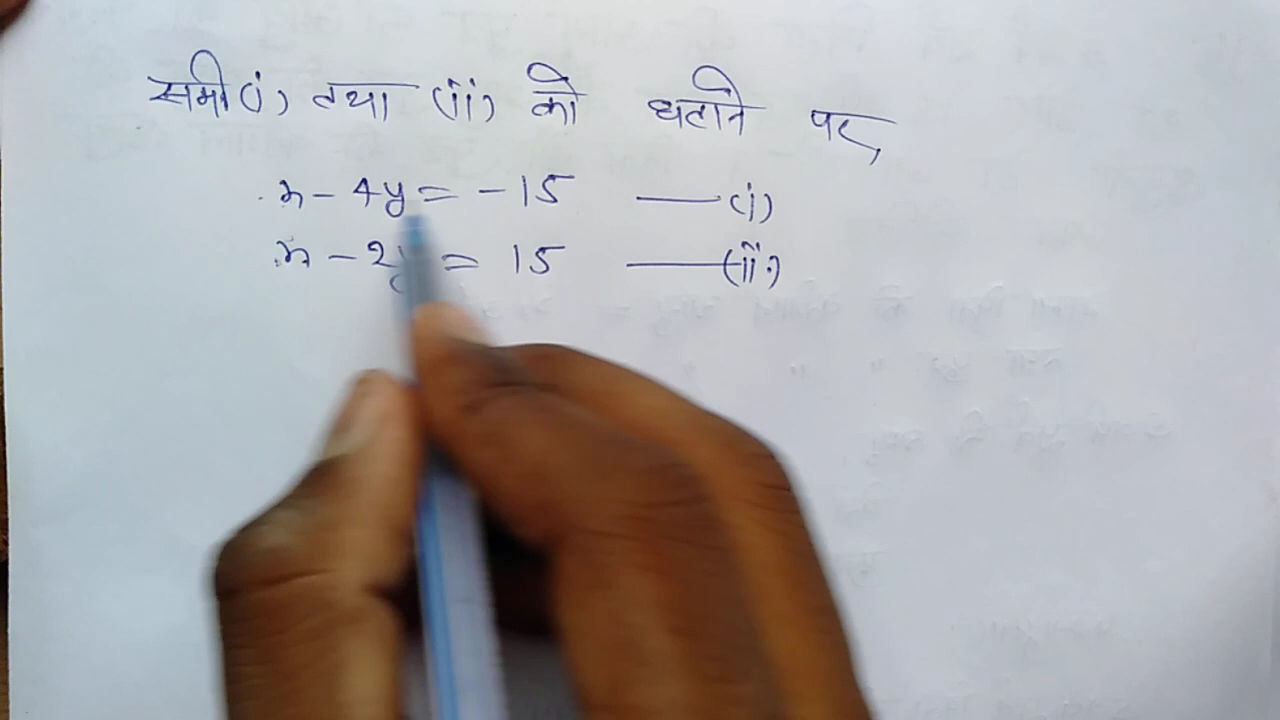 समी(i) तथा (ii) को घटाने पर,
x - 4y = -15 —(i)
x - 2y = 15 —(ii)